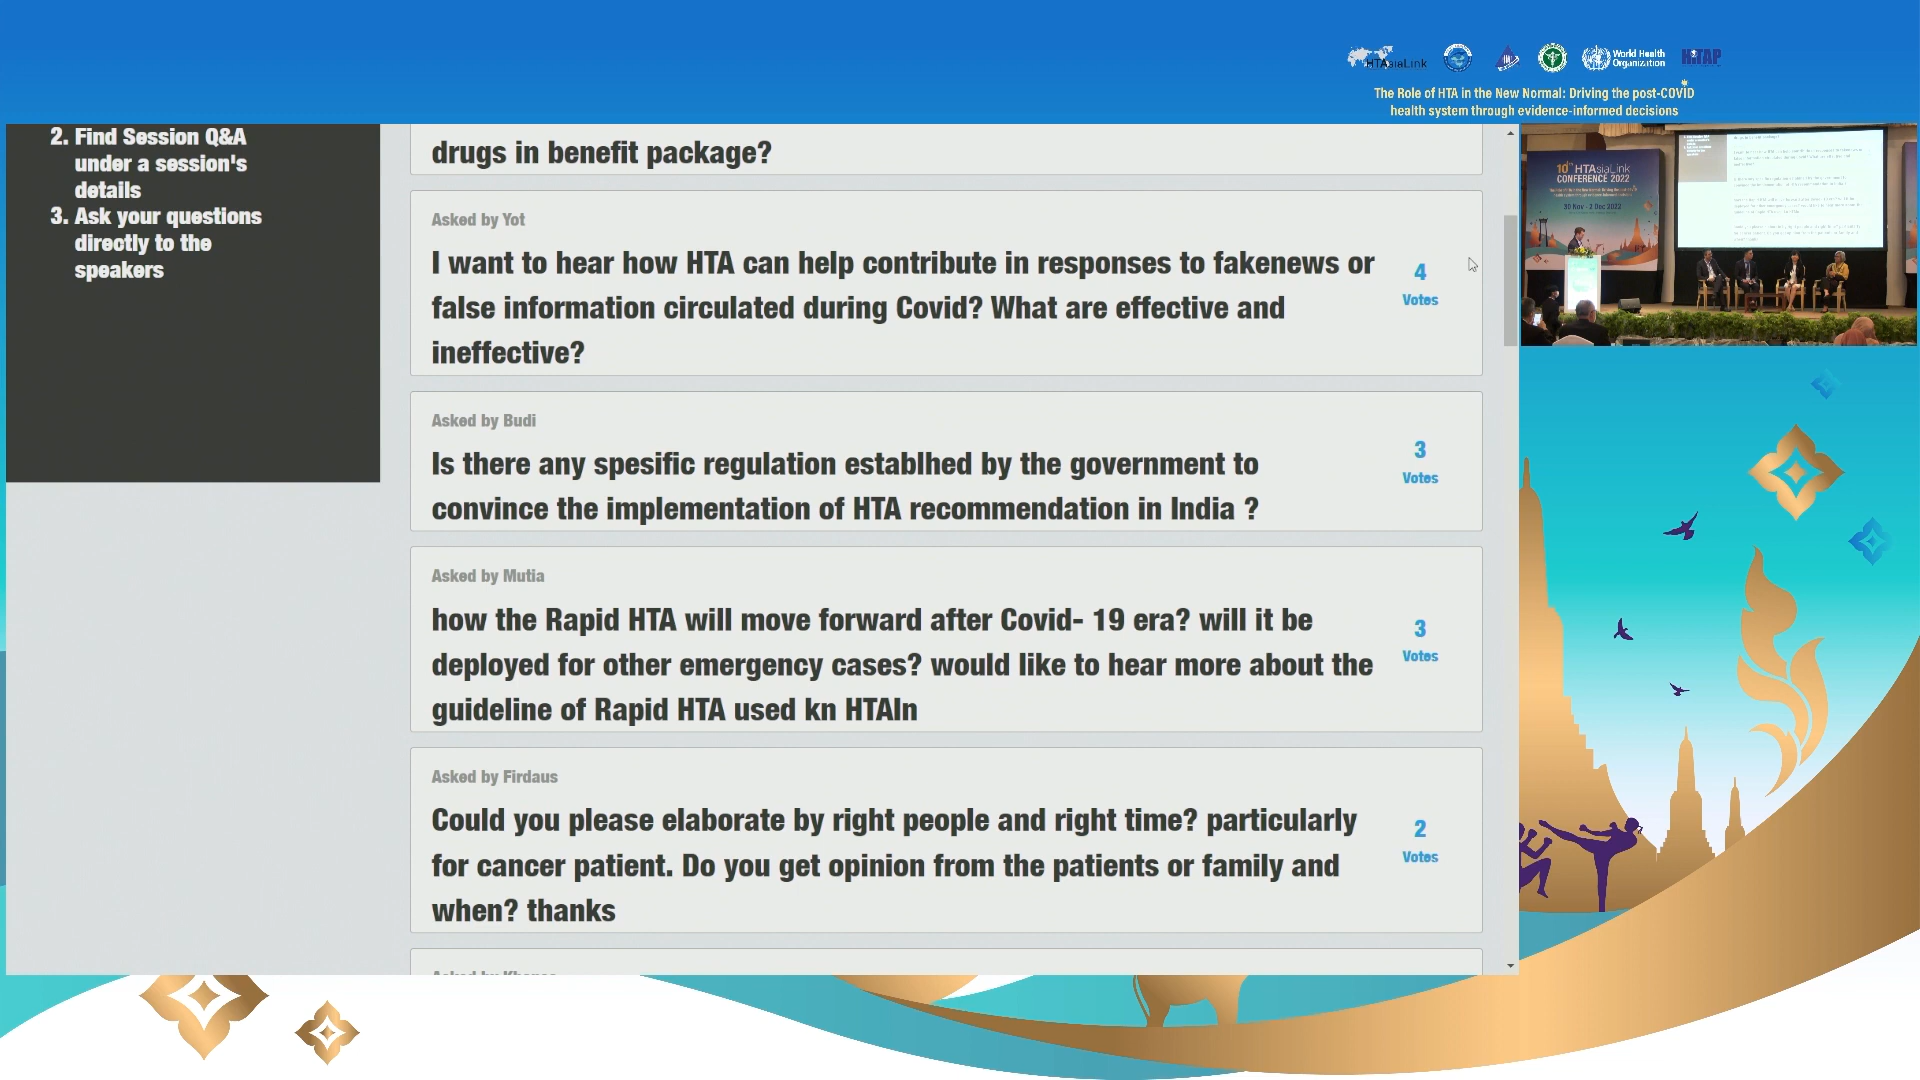 HTAsiaLink
World Health
Organization
HITAP
The Role of HTA in the New Normal: Driving the post-COVID
health system through evidence-informed decisions
2. Find Session Q&A
under a session's
details
3. Ask your questions
directly to the
speakers
drugs in benefit package?
Asked by Yot
I want to hear how HTA can help contribute in responses to fakenews or
false information circulated during Covid? What are effective and
ineffective?
4
Votes
Asked by Budi
Is there any spesific regulation establhed by the government to
convince the implementation of HTA recommendation in India ?
3
Votes
Asked by Mutia
how the Rapid HTA will move forward after Covid- 19 era? will it be
deployed for other emergency cases? would like to hear more about the
guideline of Rapid HTA used kn HTAIn
3
Votes
Asked by Firdaus
Could you please elaborate by right people and right time? particularly
for cancer patient. Do you get opinion from the patients or family and
when? thanks
2
Votes
10th HTAsiaLink
CONFERENCE 2022
30 Nov - 2 Dec 2022